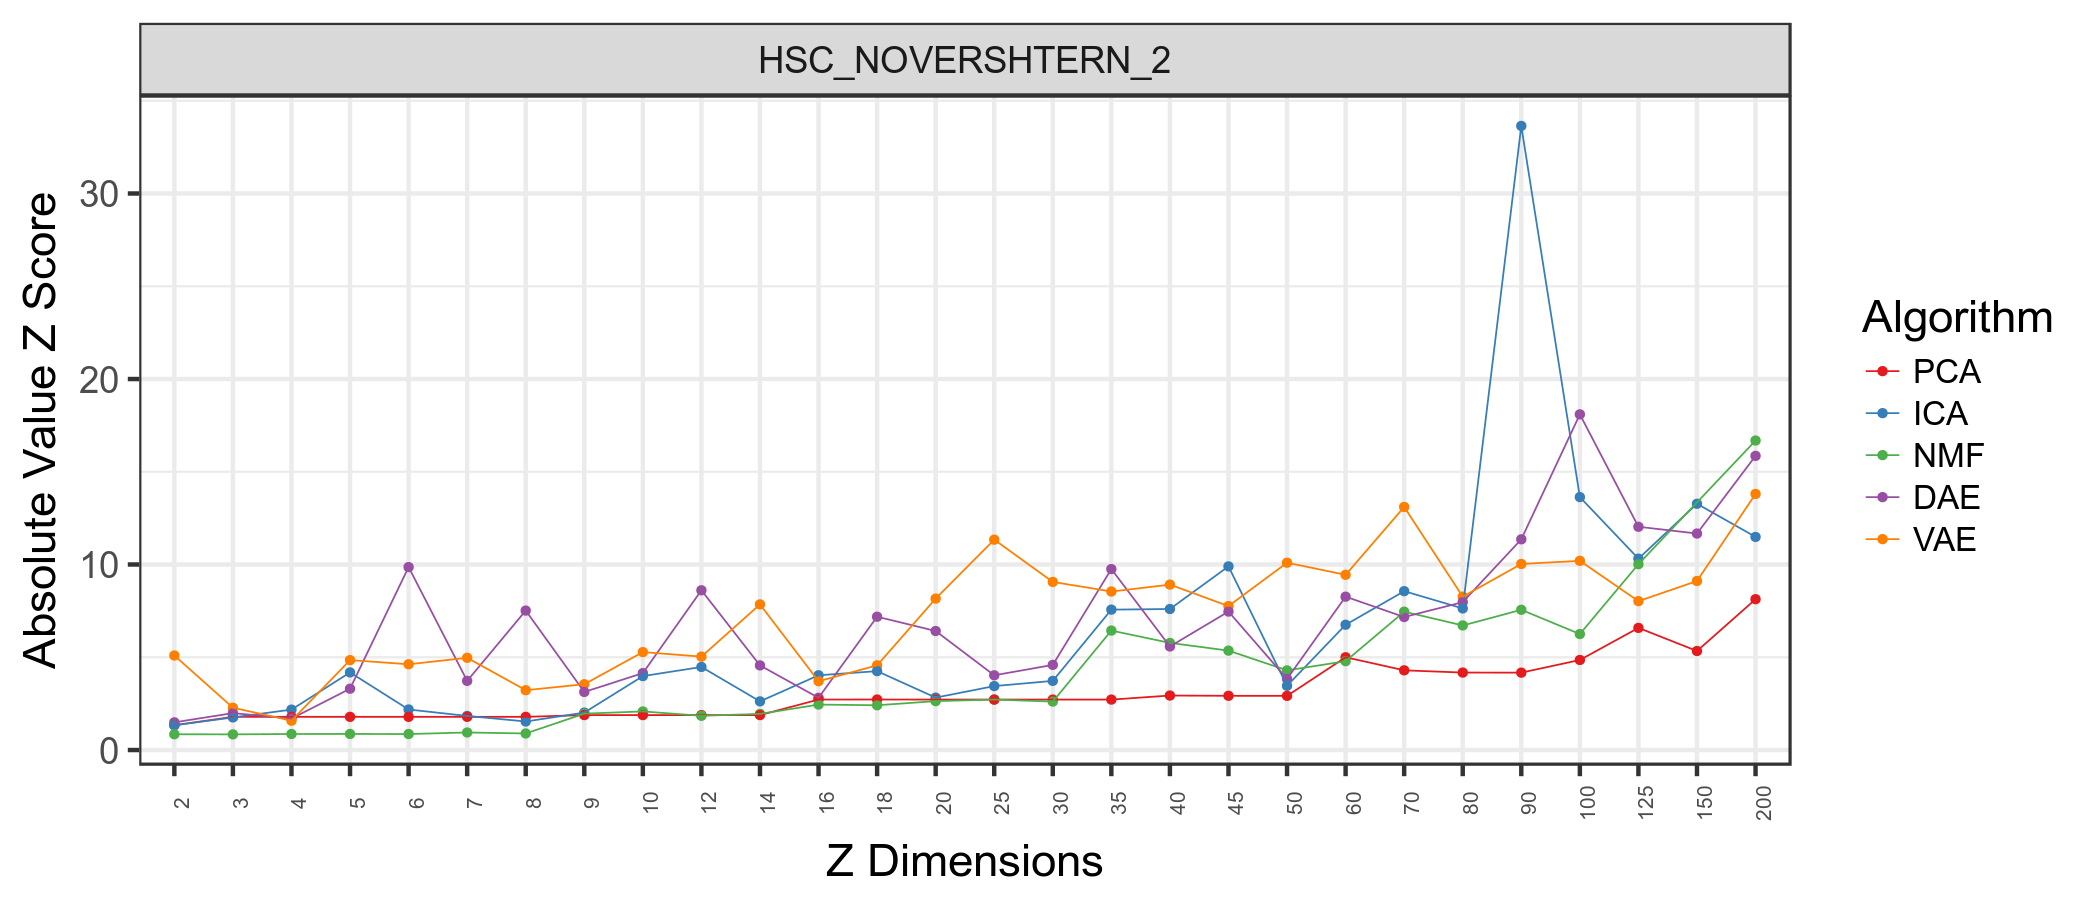 HSC_NOVERSHTERN_2
Absolute Value Z Score
30
20
10
0
2 3 4 5 6 7 8 9 10 12 14 16 18 20 25 30 35 40 45 50 60 70 80 90 100 125 150 200
Z Dimensions
Algorithm
PCA
ICA
NMF
DAE
VAE